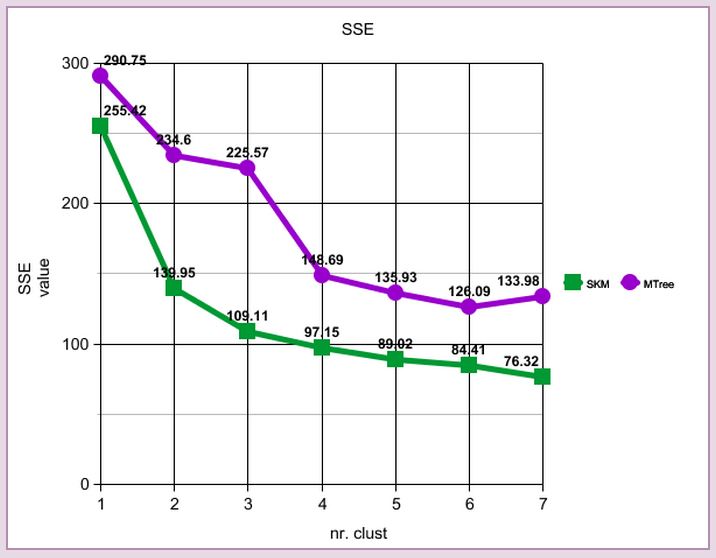 SSE
300
290.75
255.42
234.6
225.57
200
148.69
139.95
135.93
126.09
133.98
109.11
97.15
89.02
84.41
76.32
100
0
SSE
value
SKM
MTree
1 2 3 4 5 6 7
nr. clust